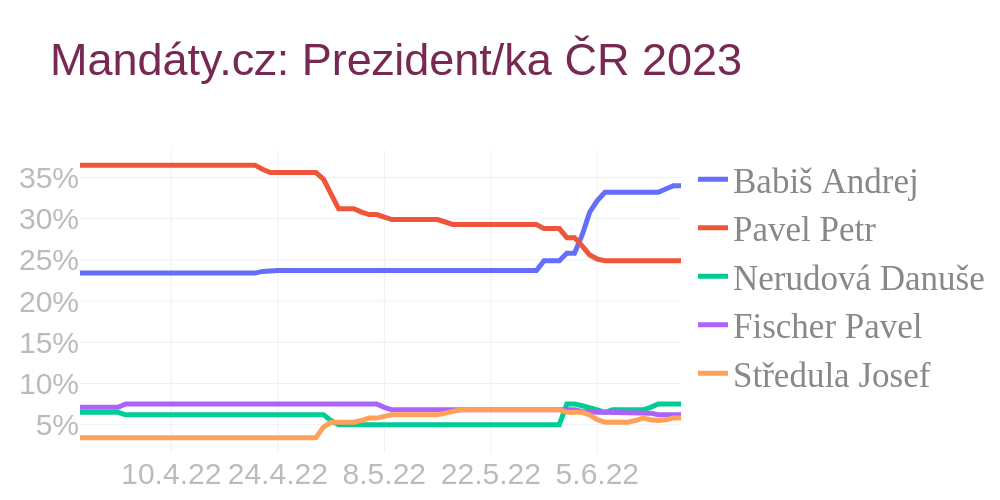 Mandáty.cz: Prezident/ka ČR 2023
35%
30%
25%
20%
15%
10%
5%
10.4.22 24.4.22 8.5.22 22.5.22 5.6.22
Babiš Andrej
Pavel Petr
Nerudová Danuše
Fischer Pavel
Středula Josef